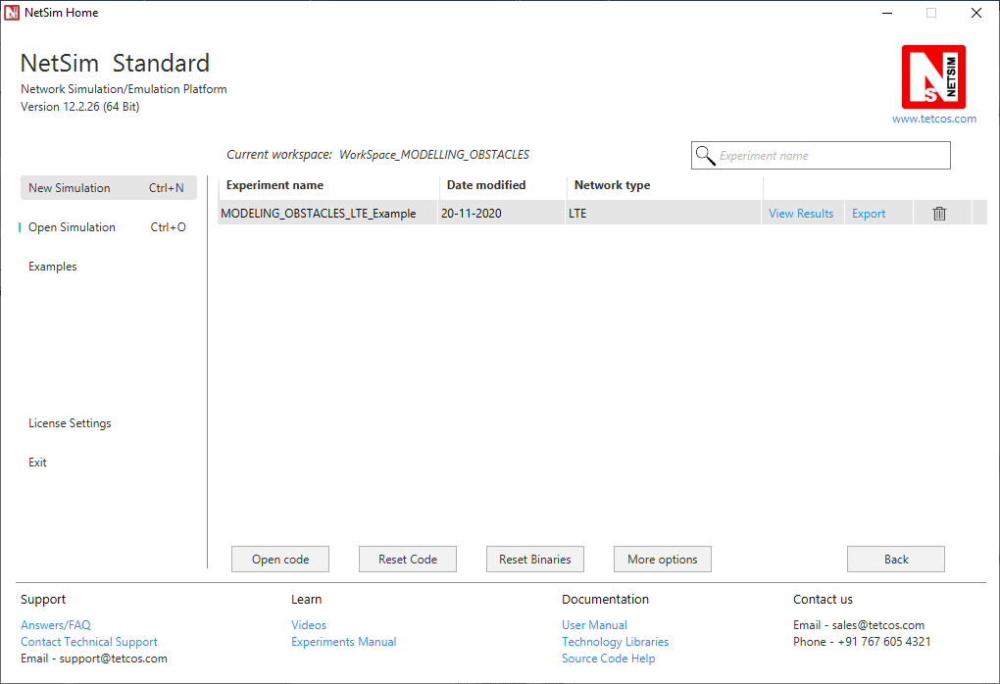 NetSim Home
NetSim Standard
Network Simulation/Emulation Platform
Version 12.2.26 (64 Bit)
NS NETSIM
www.tetcos.com
Current workspace: WorkSpace_MODELLING_OBSTACLES
Experiment name
New Simulation Ctrl+N
Open Simulation Ctrl+O
Examples
License Settings
Exit
Experiment name Date modified Network type
MODELING_OBSTACLES_LTE_Example 20-11-2020 LTE View Results Export
Open code Reset Code Reset Binaries More options Back
Support
Answers/FAQ
Contact Technical Support
Email - support@tetcos.com
Learn
Videos
Experiments Manual
Documentation
User Manual
Technology Libraries
Source Code Help
Contact us
Email - sales@tetcos.com
Phone - +91 767 605 4321